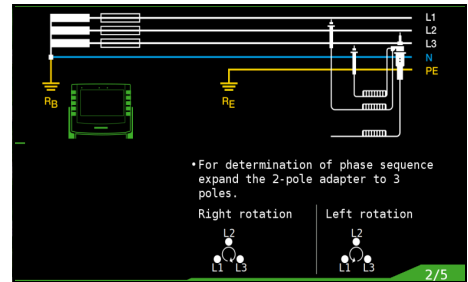 L1
L2
L3
N
PE
RB
RE
•For determination of phase sequence
expand the 2-pole adapter to 3
poles.
Right rotation
Left rotation
L2
L1 L3
L2
L1 L3
2/5